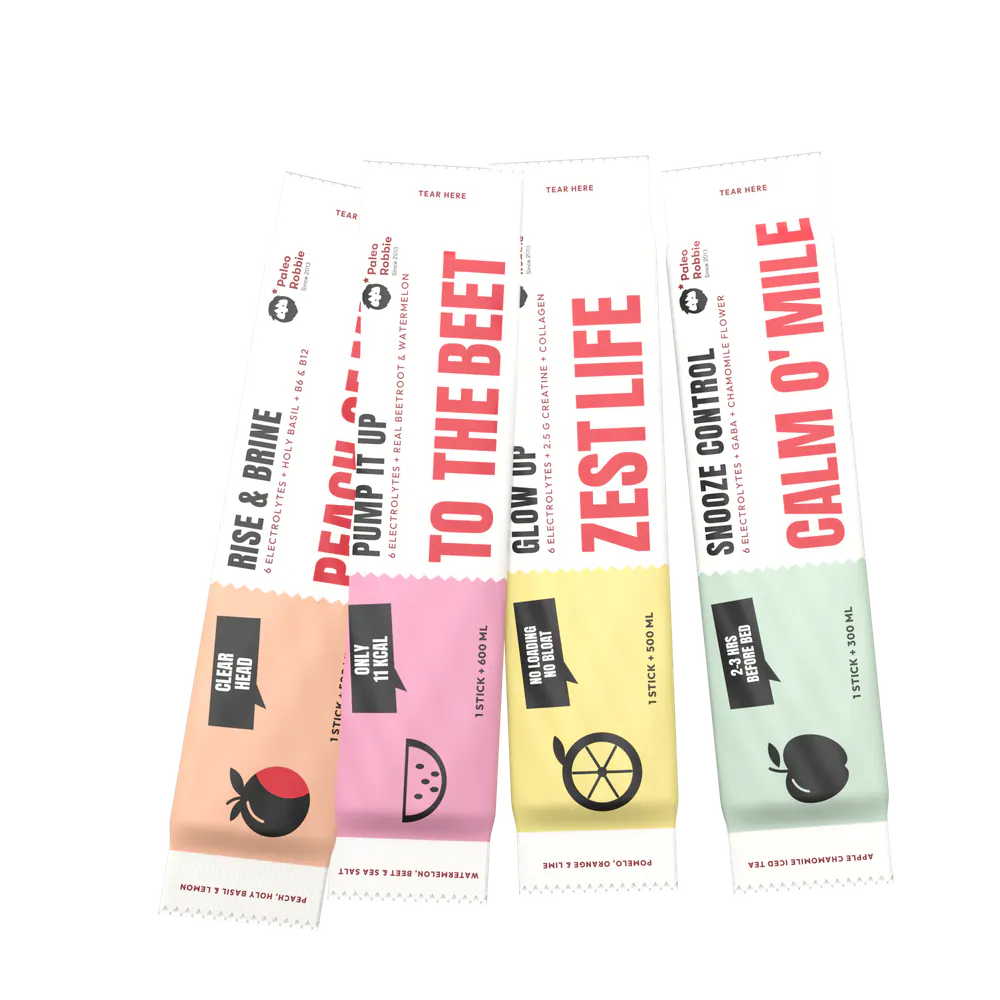 TEAR
Paleo
Robbie
Since 2013
RISE & BRINE
6 ELECTROLYTES + HOLY BASIL + B6 & B12
PEACH
CLEAR
HEAD
1 STICK +
PEACH, HOLY BASIL & LEMON
TEAR HERE
Paleo
Robbie
Since 2013
PUMP IT UP
6 ELECTROLYTES + REAL BEETROOT & WATERMELON
TO THE BEET
ONLY
11 KCAL
1 STICK + 600 ML
WATERMELON, BEET & SEA SALT
TEAR HERE
Since 2013
GLOW UP
6 ELECTROLYTES + 2.5 G CREATINE + COLLAGEN
ZEST LIFE
NO LOADING
NO BLOAT
1 STICK + 500 ML
POMELO, ORANGE & LIME
TEAR HERE
Paleo
Robbie
Since 2013
SNOOZE CONTROL
6 ELECTROLYTES + GABA + CHAMOMILE FLOWER
CALM O' MILE
2-3 HRS
BEFORE BED
1 STICK + 300 ML
APPLE CHAMOMILE ICED TEA